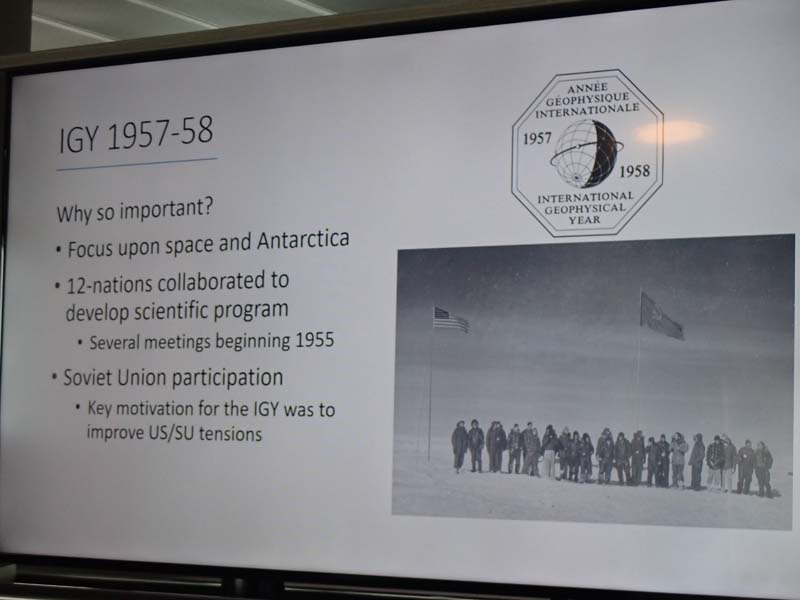 IGY 1957-58
Why so important?
• Focus upon space and Antarctica
• 12-nations collaborated to
develop scientific program
• Several meetings beginning 1955
• Soviet Union participation
• Key motivation for the IGY was to
improve US/SU tensions
ANNÉE
GÉOPHYSIQUE
INTERNATIONALE
1957
1958
INTERNATIONAL
GEOPHYSICAL
YEAR